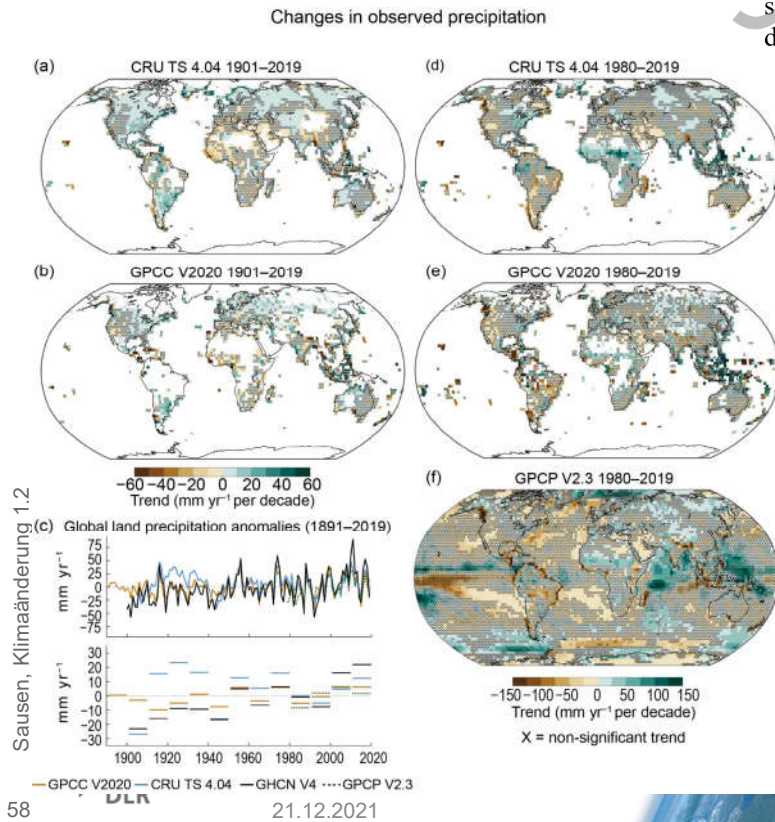 Changes in observed precipitation
s
d
(a) CRU TS 4.04 1901–2019
(d) CRU TS 4.04 1980–2019
(b) GPCC V2020 1901–2019
(e) GPCC V2020 1980–2019
−60 −40 −20 0 20 40 60
Trend (mm yr⁻¹ per decade)
(f) GPCP V2.3 1980–2019
(c) Global land precipitation anomalies (1891–2019)
mm yr⁻¹
75
50
25
0
−25
−50
−75
mm yr⁻¹
30
20
10
0
−10
−20
−30
1900 1920 1940 1960 1980 2000 2020
GPCC V2020 CRU TS 4.04 GHCN V4 GPCP V2.3
−150 −100 −50 0 50 100 150
Trend (mm yr⁻¹ per decade)
X = non-significant trend
Sausen, Klimaänderung 1.2
58
DLR
21.12.2021